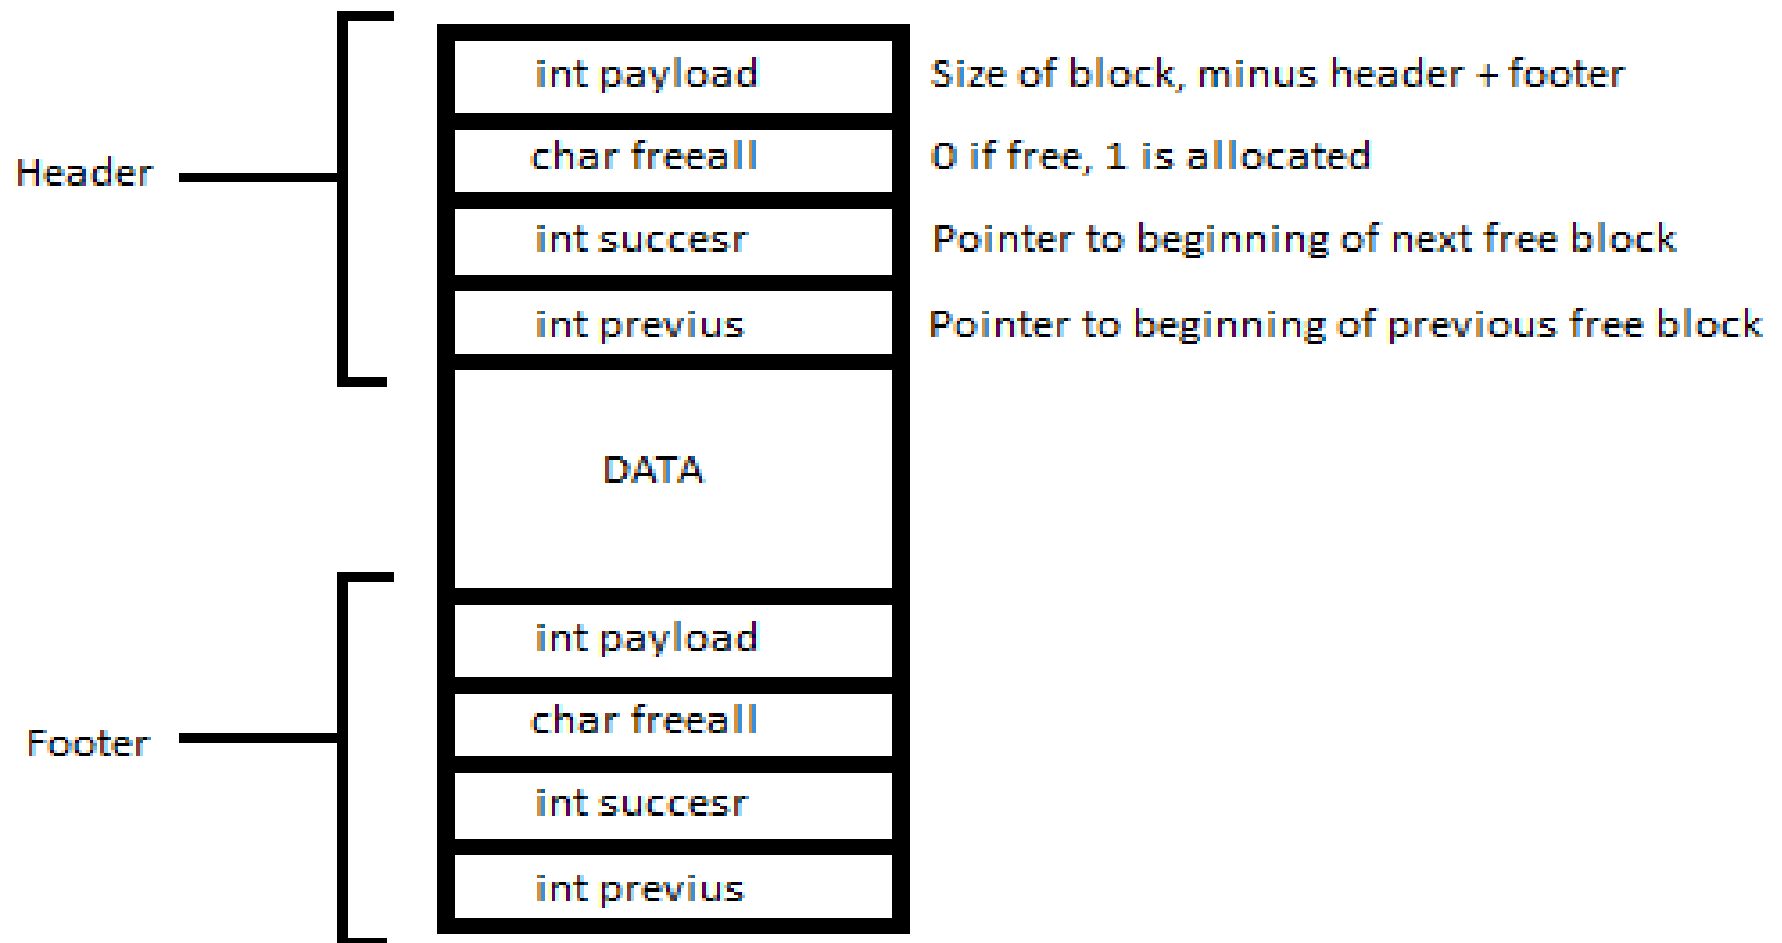 int payload
Size of block, minus header + footer
char freeall
0 if free, 1 is allocated
Header
int succesr
Pointer to beginning of next free block
int previus
Pointer to beginning of previous free block
DATA
int payload
char freeall
Footer
int succesr
int previus